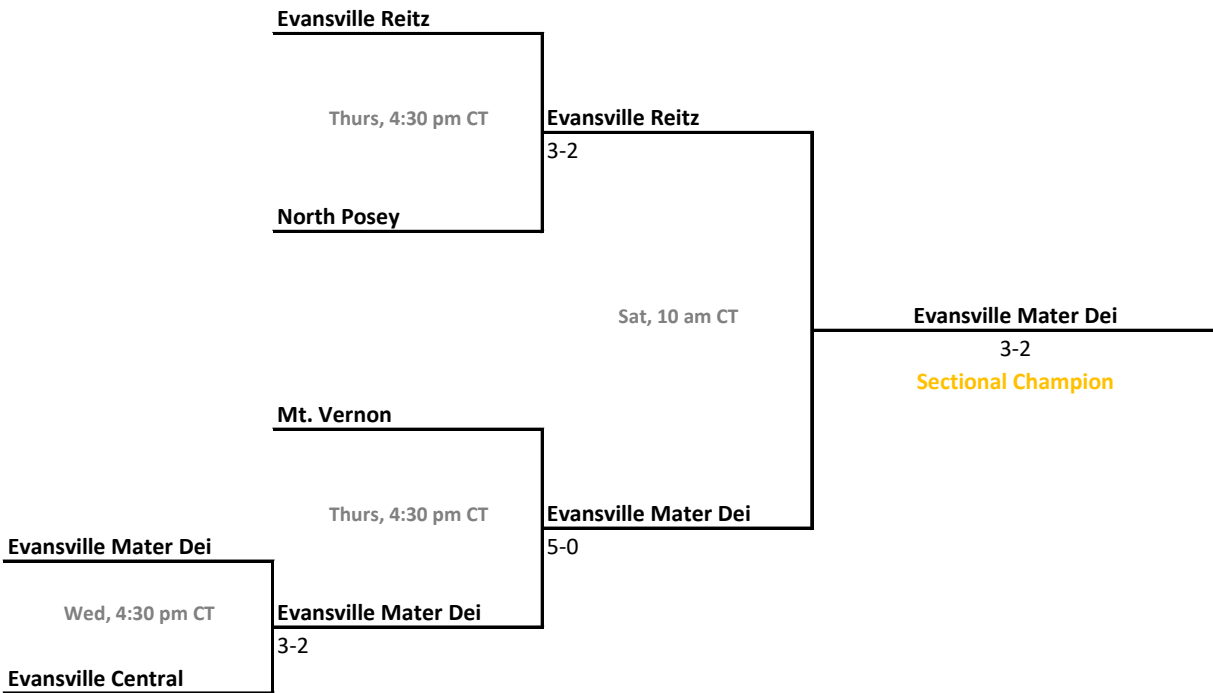 Evansville Reitz
Thurs, 4:30 pm CT
Evansville Reitz
3-2
North Posey
Sat, 10 am CT
Evansville Mater Dei
3-2
Sectional Champion
Mt. Vernon
Thurs, 4:30 pm CT
Evansville Mater Dei
5-0
Evansville Mater Dei
Wed, 4:30 pm CT
Evansville Mater Dei
3-2
Evansville Central